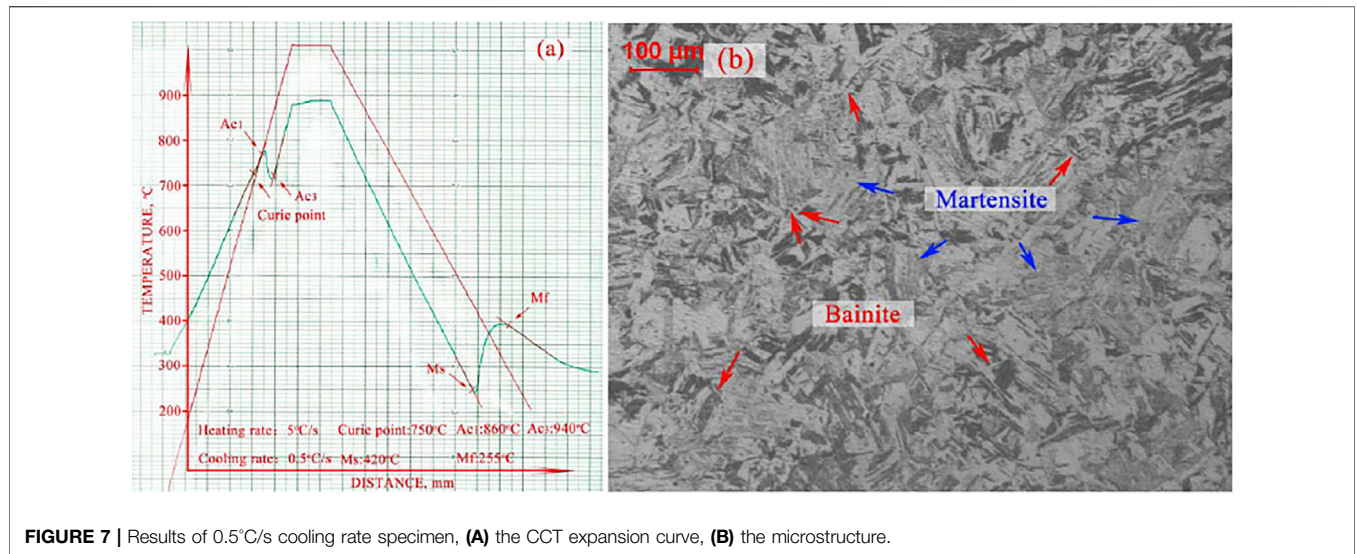 (a)
900
Ac1
800
700
Ac3
Curie point
600
500
400
Mf
300
Ms
200
TEMPERATURE, °C
Heating rate: 5°C/s Curie point:750°C Ac1:860°C Ac3:940°C
Cooling rate: 0.5°C/s Ms:420°C Mf:255°C
DISTANCE, mm
100 μm
(b)
Martensite
Bainite
FIGURE 7 | Results of 0.5°C/s cooling rate specimen, (A) the CCT expansion curve, (B) the microstructure.